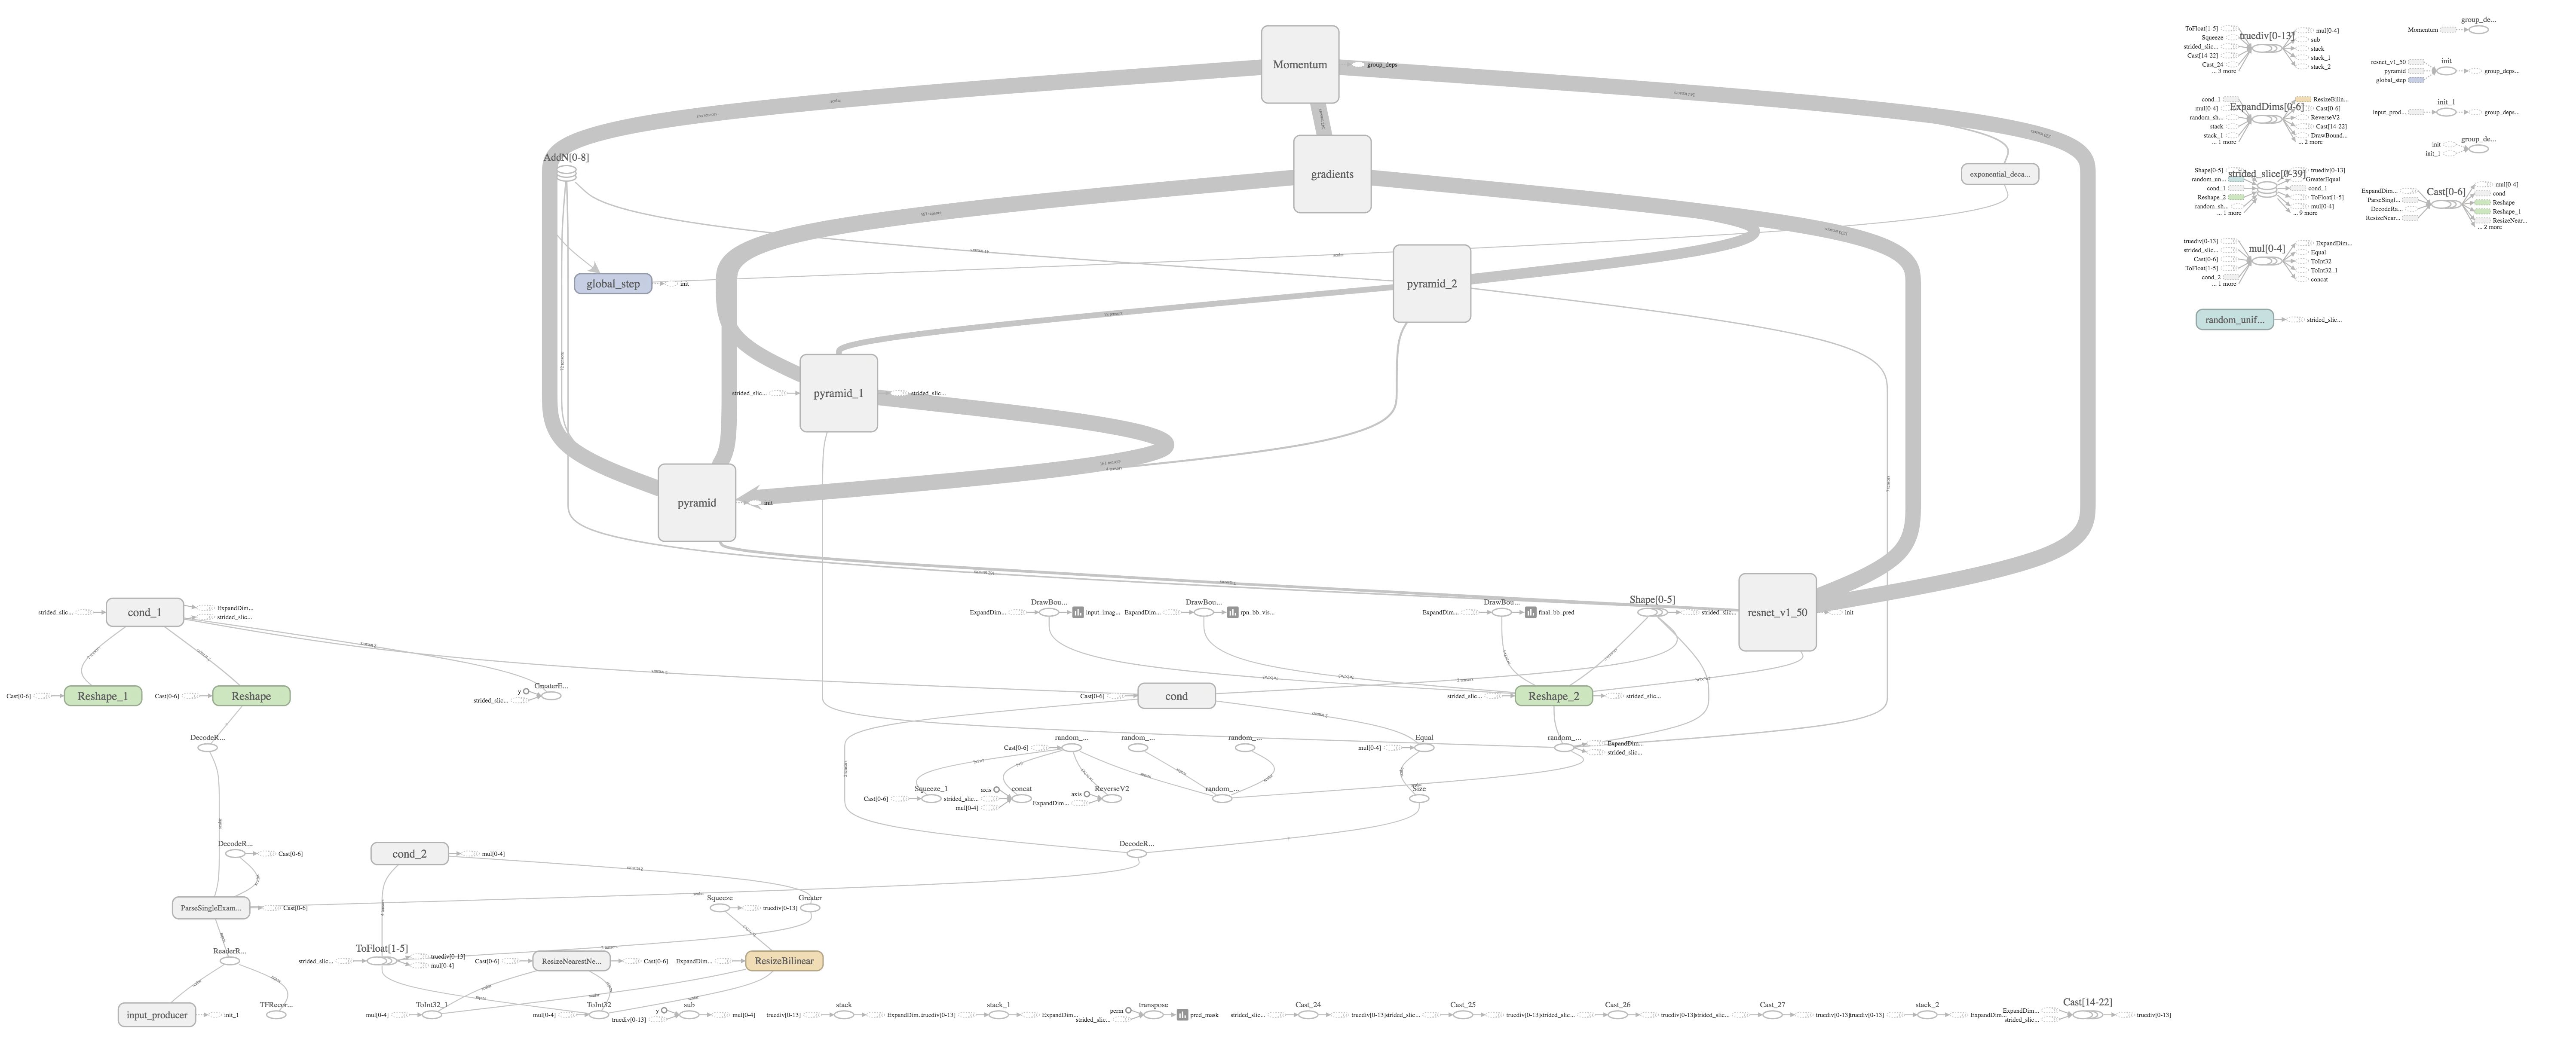 Momentum
group_deps
gradients
AddN[0-8]
exponential_deca...
global_step
init
scalar
pyramid_2
pyramid_1
strided_slic...
strided_slic...
pyramid
init
resnet_v1_50
init
cond_1
strided_slic...
ExpandDim...
strided_slic...
DrawBou...
ExpandDim...
input_imag...
DrawBou...
ExpandDim...
rpn_bb_vis...
DrawBou...
ExpandDim...
final_bb_pred
Shape[0-5]
strided_slic...
Reshape_1
Cast[0-6]
Reshape
Cast[0-6]
GreaterE...
y
strided_slic...
cond
Cast[0-6]
Reshape_2
strided_slic...
strided_slic...
DecodeR...
random_...
Cast[0-6]
random_...
random_...
Equal
mul[0-4]
random_...
ExpandDim...
strided_slic...
Squeeze_1
Cast[0-6]
concat
axis
strided_slic...
mul[0-4]
ReverseV2
axis
ExpandDim...
random_...
Size
DecodeR...
Cast[0-6]
cond_2
mul[0-4]
DecodeR...
ParseSingleExam...
Cast[0-6]
Squeeze
truediv[0-13]
Greater
ReaderR...
ToFloat[1-5]
strided_slic...
truediv[0-13]
mul[0-4]
ResizeNearestNe...
Cast[0-6]
Cast[0-6]
ResizeBilinear
ExpandDim...
input_producer
init_1
TFRecor...
ToInt32_1
mul[0-4]
ToInt32
mul[0-4]
sub
y
truediv[0-13]
mul[0-4]
stack
truediv[0-13]
ExpandDim...
stack_1
truediv[0-13]
ExpandDim...
transpose
perm
strided_slic...
pred_mask
Cast_24
strided_slic...
truediv[0-13]
Cast_25
strided_slic...
truediv[0-13]
Cast_26
strided_slic...
truediv[0-13]
Cast_27
strided_slic...
truediv[0-13]
stack_2
truediv[0-13]
ExpandDim...
Cast[14-22]
ExpandDim...
strided_slic...
truediv[0-13]
truediv[0-13]
ToFloat[1-5]
Squeeze
strided_slic...
Cast[14-22]
Cast_24
... 3 more
mul[0-4]
sub
stack
stack_1
stack_2
ExpandDims[0-6]
cond_1
mul[0-4]
random_sh...
stack
stack_1
... 1 more
ResizeBilin...
Cast[0-6]
ReverseV2
Cast[14-22]
DrawBound...
... 2 more
strided_slice[0-39]
Shape[0-5]
random_un...
cond_1
Reshape_2
random_sh...
... 1 more
truediv[0-13]
GreaterEqual
cond_1
ToFloat[1-5]
mul[0-4]
... 9 more
mul[0-4]
truediv[0-13]
strided_slic...
Cast[0-6]
ToFloat[1-5]
cond_2
... 1 more
ExpandDim...
Equal
ToInt32
ToInt32_1
concat
random_unif...
strided_slic...
group_de...
Momentum
init
resnet_v1_50
pyramid
global_step
group_deps...
init_1
input_prod...
group_deps...
group_de...
init
init_1
Cast[0-6]
ExpandDim...
ParseSingl...
DecodeRa...
ResizeNear...
mul[0-4]
cond
Reshape
Reshape_1
ResizeNear...
... 2 more